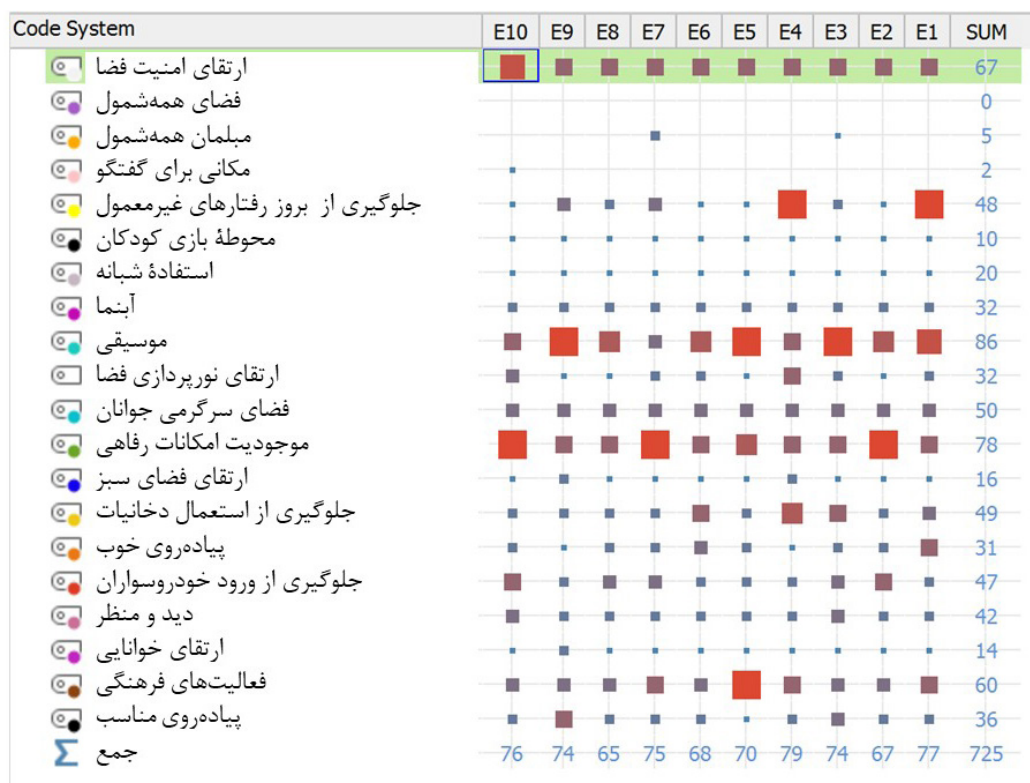 Code System E10 E9 E8 E7 E6 E5 E4 E3 E2 E1 SUM
ارتقای امنیت فضا 67
فضای همه‌شمول 0
مبلمان همه‌شمول 5
مکانی برای گفتگو 2
جلوگیری از بروز رفتارهای غیرمعمول 48
محوطهٔ بازی کودکان 10
استفادهٔ شبانه 20
آبنما 32
موسیقی 86
ارتقای نورپردازی فضا 32
فضای سرگرمی جوانان 50
موجودیت امکانات رفاهی 78
ارتقای فضای سبز 16
جلوگیری از استعمال دخانیات 49
پیاده‌روی خوب 31
جلوگیری از ورود خودروسواران 47
دید و منظر 42
ارتقای خوانایی 14
فعالیت‌های فرهنگی 60
پیاده‌روی مناسب 36
Σ جمع 76 74 65 75 68 70 79 74 67 77 725